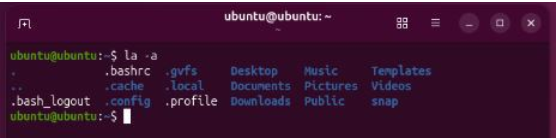 ubuntu@ubuntu: ~
~
ubuntu@ubuntu:~$ la -a
. .bashrc .gvfs Desktop Music Templates
.. .cache .local Documents Pictures Videos
.bash_logout .config .profile Downloads Public snap
ubuntu@ubuntu:~$